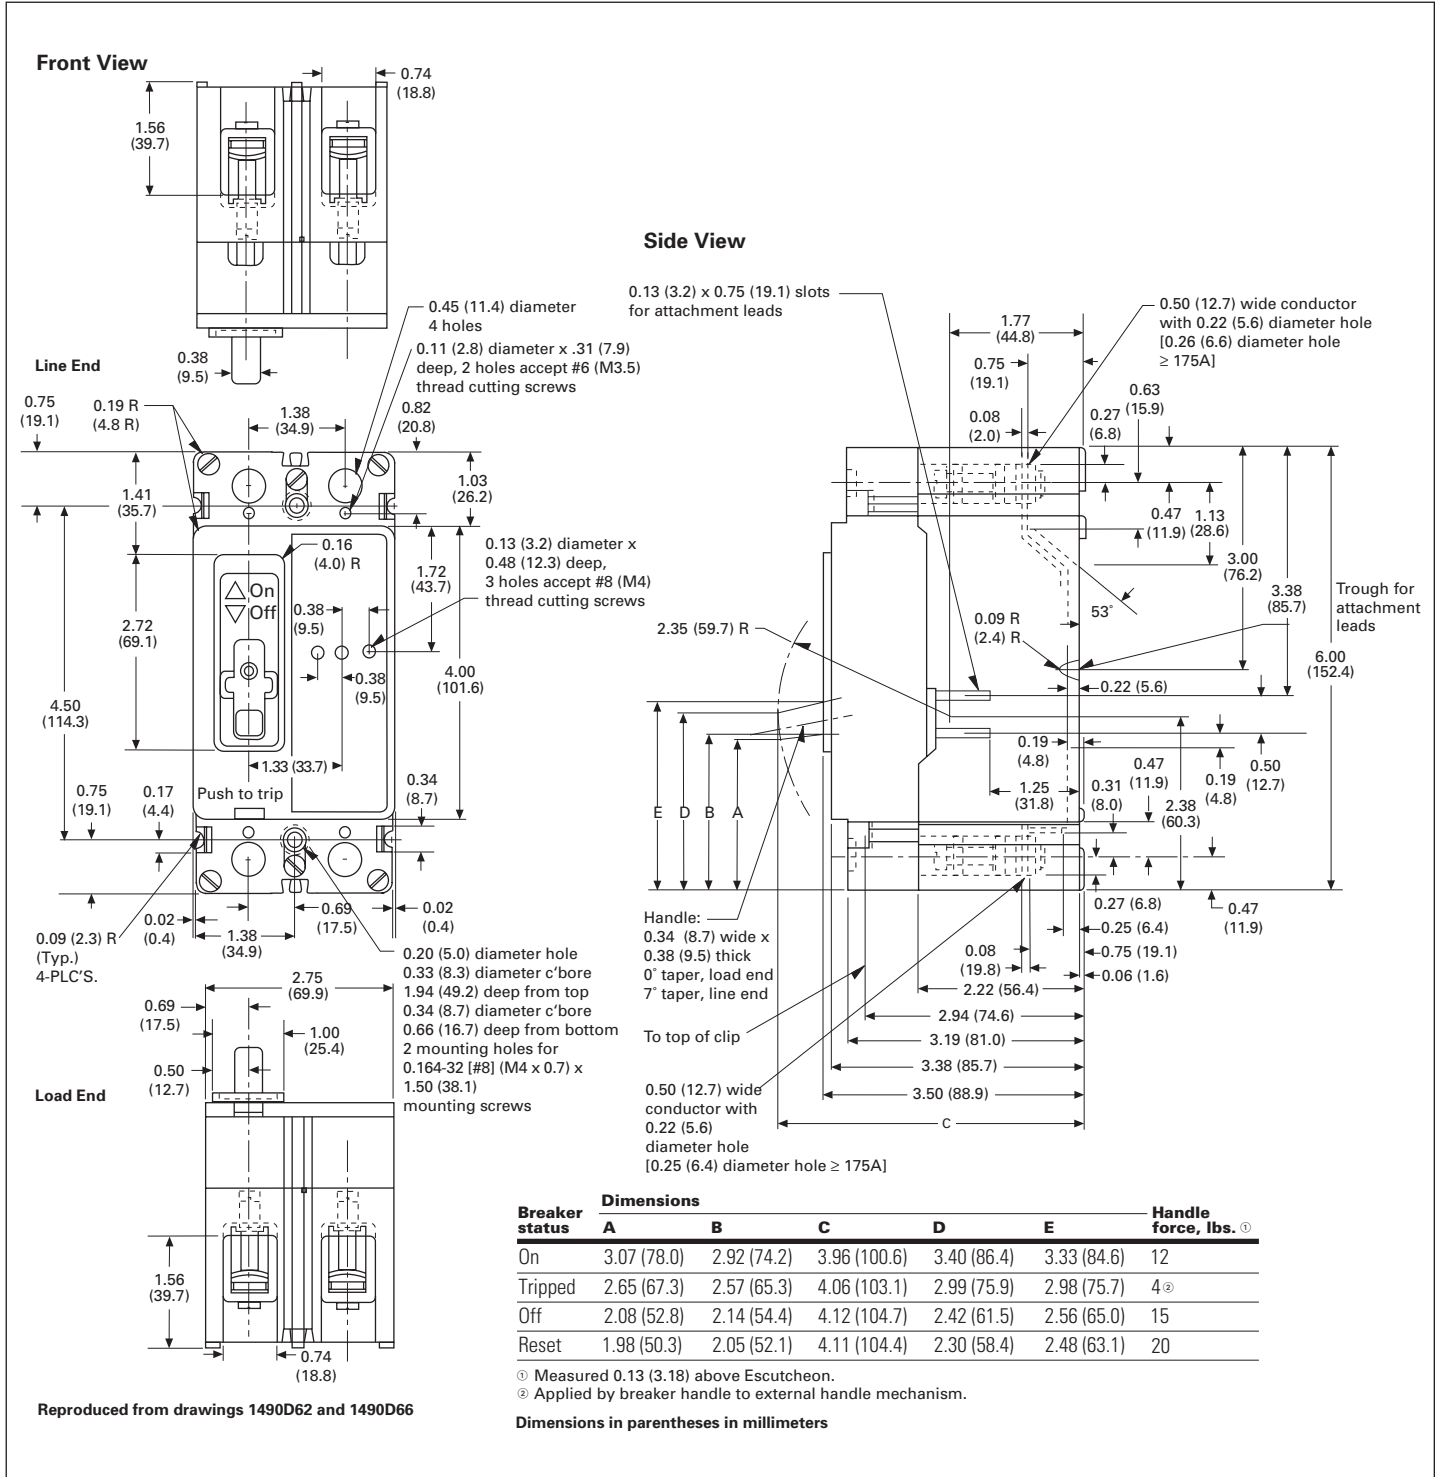 Front View
0.74
(18.8)
1.56
(39.7)
Line End
0.38
(9.5)
0.45 (11.4) diameter
4 holes
0.11 (2.8) diameter x .31 (7.9)
deep, 2 holes accept #6 (M3.5)
thread cutting screws
0.75
(19.1)
0.19 R
(4.8 R)
1.38
(34.9)
0.82
(20.8)
1.41
(35.7)
1.03
(26.2)
0.16
(4.0) R
On
Off
1.72
(43.7)
0.13 (3.2) diameter x
0.48 (12.3) deep,
3 holes accept #8 (M4)
thread cutting screws
0.38
(9.5)
2.72
(69.1)
0.38
(9.5)
4.00
(101.6)
4.50
(114.3)
1.33 (33.7)
Push to trip
0.75
(19.1)
0.17
(4.4)
0.34
(8.7)
0.02
(0.4)
0.69
(17.5)
0.02
(0.4)
1.38
(34.9)
0.09 (2.3) R
(Typ.)
4-PLC'S.
0.20 (5.0) diameter hole
0.33 (8.3) diameter c'bore
1.94 (49.2) deep from top
0.34 (8.7) diameter c'bore
0.66 (16.7) deep from bottom
2 mounting holes for
0.164-32 [#8] (M4 x 0.7) x
1.50 (38.1)
mounting screws
2.75
(69.9)
0.69
(17.5)
1.00
(25.4)
0.50
(12.7)
Load End
1.56
(39.7)
0.74
(18.8)
Reproduced from drawings 1490D62 and 1490D66
Side View
0.13 (3.2) x 0.75 (19.1) slots
for attachment leads
1.77
(44.8)
0.50 (12.7) wide conductor
with 0.22 (5.6) diameter hole
[0.26 (6.6) diameter hole
≥ 175A]
0.75
(19.1)
0.08
(2.0)
0.27
(6.8)
0.63
(15.9)
0.47
(11.9)
1.13
(28.6)
3.00
(76.2)
3.38
(85.7)
Trough for
attachment
leads
53°
2.35 (59.7) R
0.09 R
(2.4) R
6.00
(152.4)
0.22 (5.6)
0.19
(4.8)
0.47
(11.9)
0.50
(12.7)
0.19
(4.8)
0.31
(8.0)
1.25
(31.8)
2.38
(60.3)
E D B A
0.27 (6.8)
0.47
(11.9)
Handle:
0.34 (8.7) wide x
0.38 (9.5) thick
0° taper, load end
7° taper, line end
0.25 (6.4)
0.08
(19.8)
0.75 (19.1)
0.06 (1.6)
2.22 (56.4)
2.94 (74.6)
To top of clip
3.19 (81.0)
3.38 (85.7)
3.50 (88.9)
C
0.50 (12.7) wide
conductor with
0.22 (5.6)
diameter hole
[0.25 (6.4) diameter hole ≥ 175A]
Breaker status Dimensions Handle force, lbs. ①
A B C D E
On 3.07 (78.0) 2.92 (74.2) 3.96 (100.6) 3.40 (86.4) 3.33 (84.6) 12
Tripped 2.65 (67.3) 2.57 (65.3) 4.06 (103.1) 2.99 (75.9) 2.98 (75.7) 4②
Off 2.08 (52.8) 2.14 (54.4) 4.12 (104.7) 2.42 (61.5) 2.56 (65.0) 15
Reset 1.98 (50.3) 2.05 (52.1) 4.11 (104.4) 2.30 (58.4) 2.48 (63.1) 20
① Measured 0.13 (3.18) above Escutcheon.
② Applied by breaker handle to external handle mechanism.
Dimensions in parentheses in millimeters